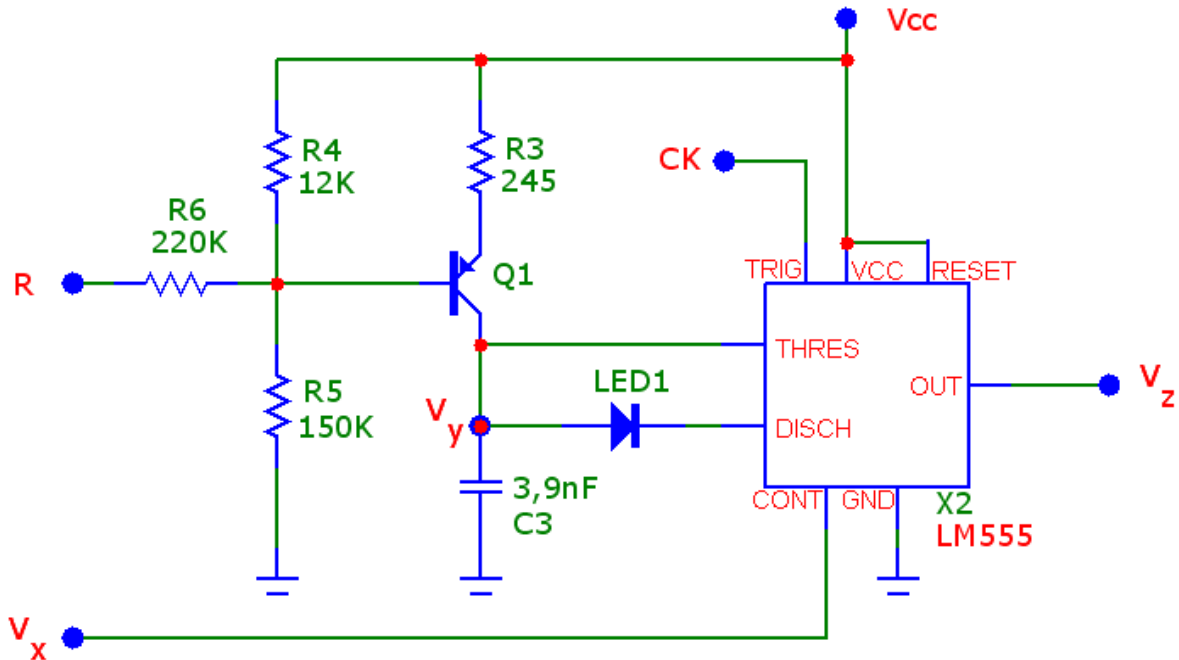 Vcc
R4
12K
R3
245
CK
R6
220K
R
Q1
TRIG
VCC
RESET
THRES
LED1
OUT
Vz
R5
150K
Vy
DISCH
3,9nF
C3
CONT
GND
X2
LM555
Vx